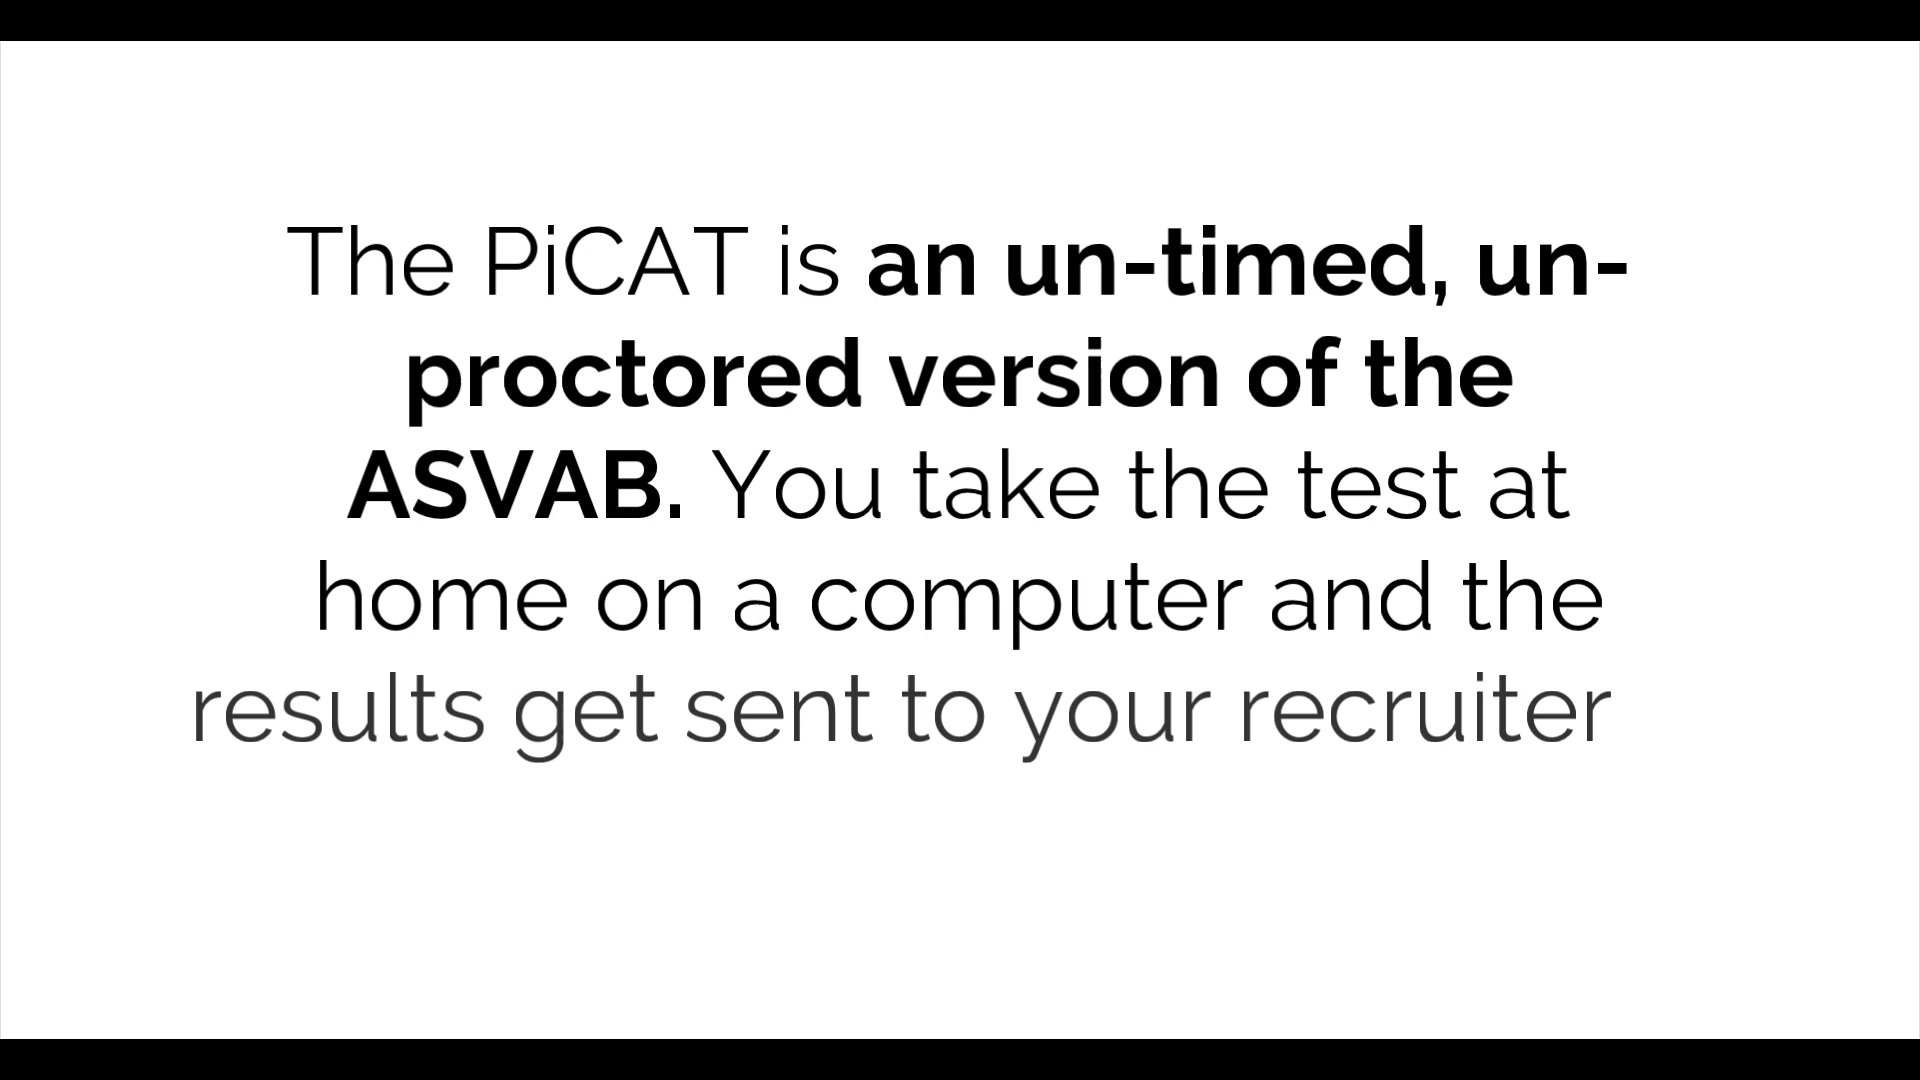 The PiCAT is an un-timed, un-
proctored version of the
ASVAB. You take the test at
home on a computer and the
results get sent to your recruiter